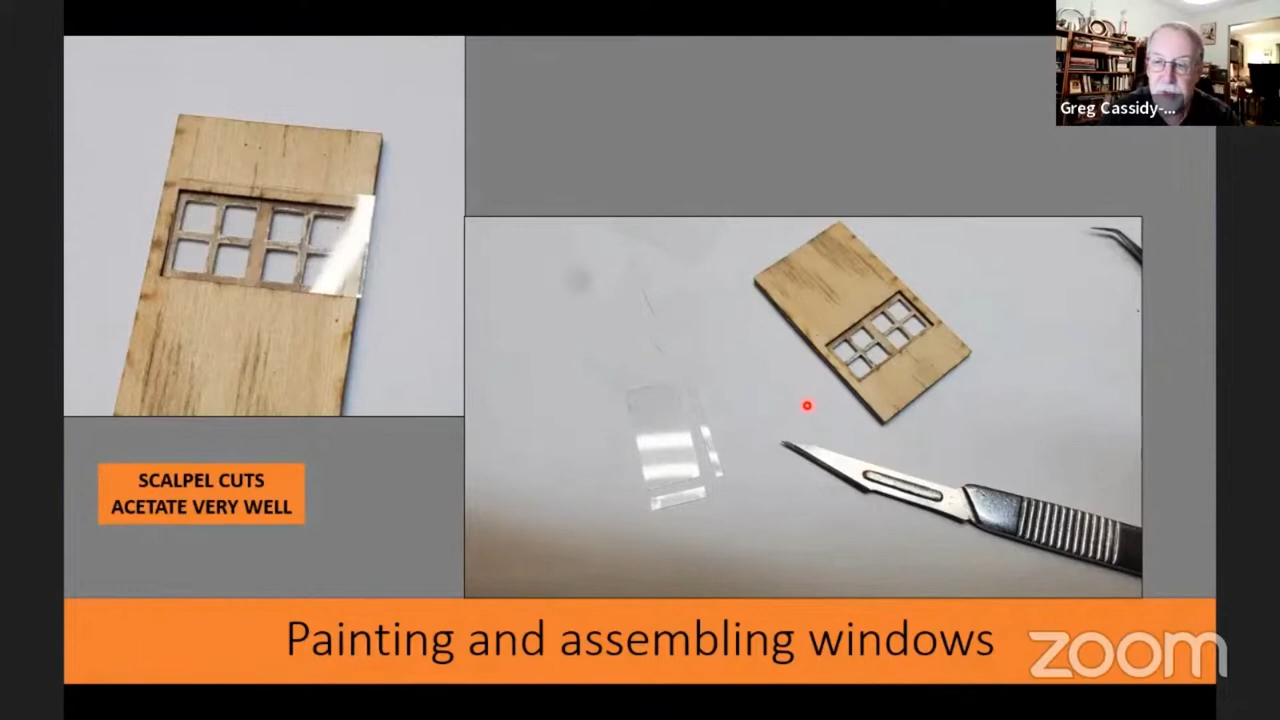 Greg Cassidy-...
SCALPEL CUTS
ACETATE VERY WELL
Painting and assembling windows
zoom